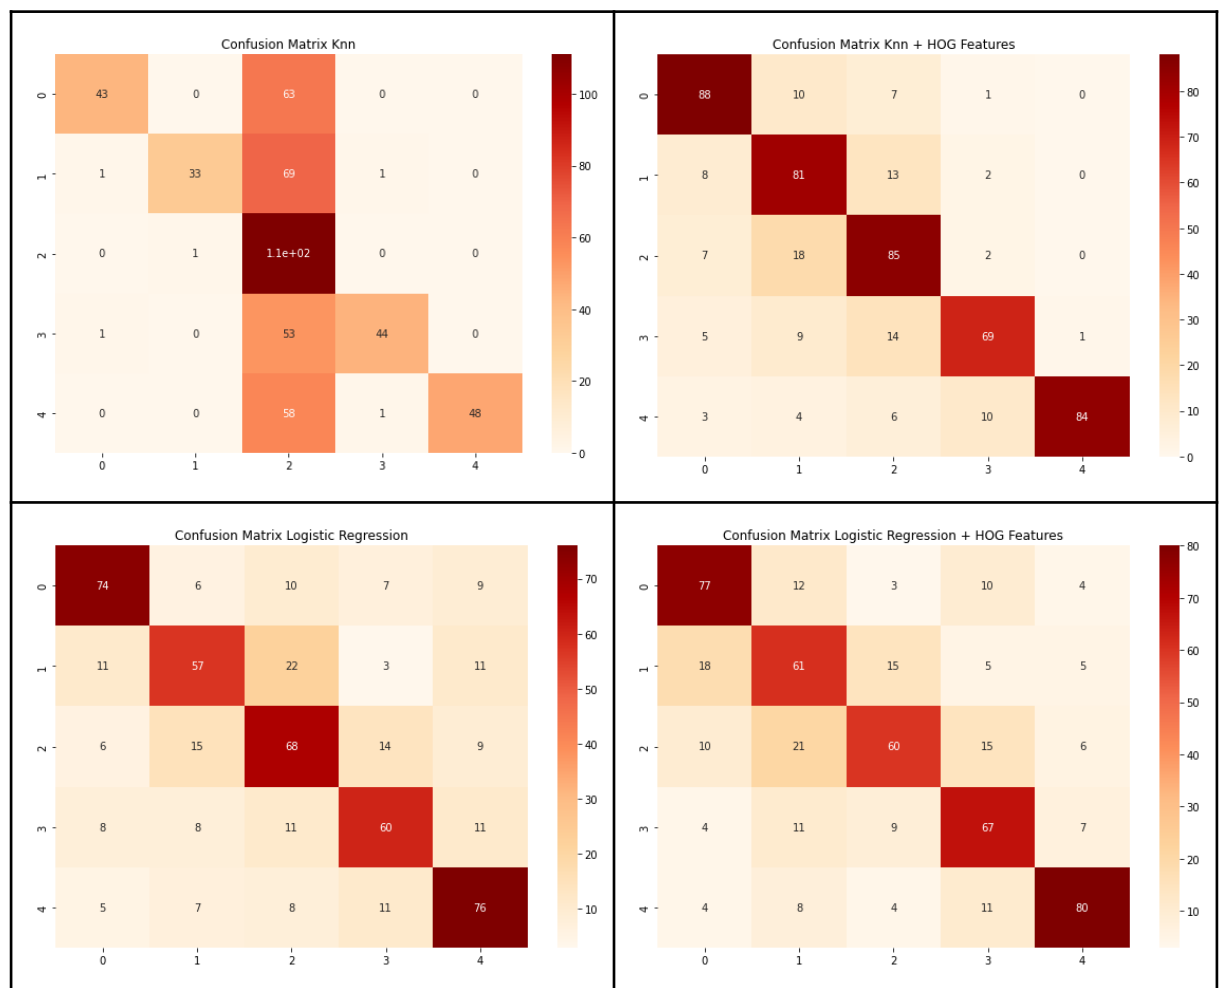 Confusion Matrix Knn
0 43 0 63 0 0
1 1 33 69 1 0
2 0 1 1.1e+02 0 0
3 1 0 53 44 0
4 0 0 58 1 48
0 1 2 3 4
100
80
60
40
20
0
Confusion Matrix Knn + HOG Features
0 88 10 7 1 0
1 8 81 13 2 0
2 7 18 85 2 0
3 5 9 14 69 1
4 3 4 6 10 84
0 1 2 3 4
80
70
60
50
40
30
20
10
0
Confusion Matrix Logistic Regression
0 74 6 10 7 9
1 11 57 22 3 11
2 6 15 68 14 9
3 8 8 11 60 11
4 5 7 8 11 76
0 1 2 3 4
70
60
50
40
30
20
10
Confusion Matrix Logistic Regression + HOG Features
0 77 12 3 10 4
1 18 61 15 5 5
2 10 21 60 15 6
3 4 11 9 67 7
4 4 8 4 11 80
0 1 2 3 4
80
70
60
50
40
30
20
10